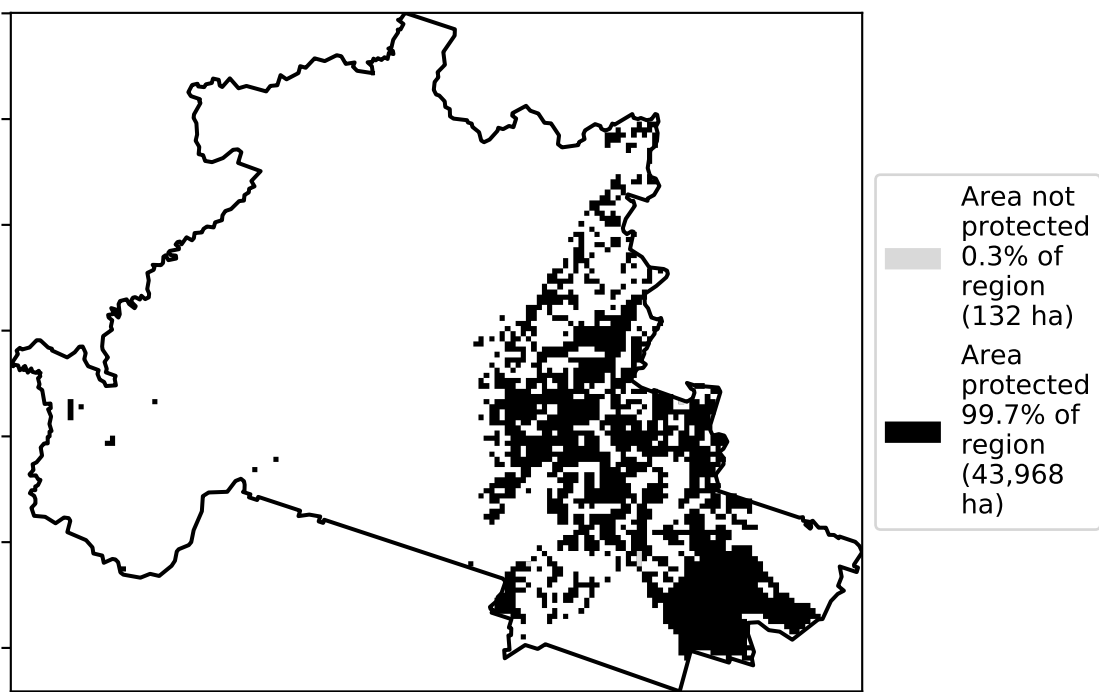 Area not
protected
0.3% of
region
(132 ha)
Area
protected
99.7% of
region
(43,968
ha)